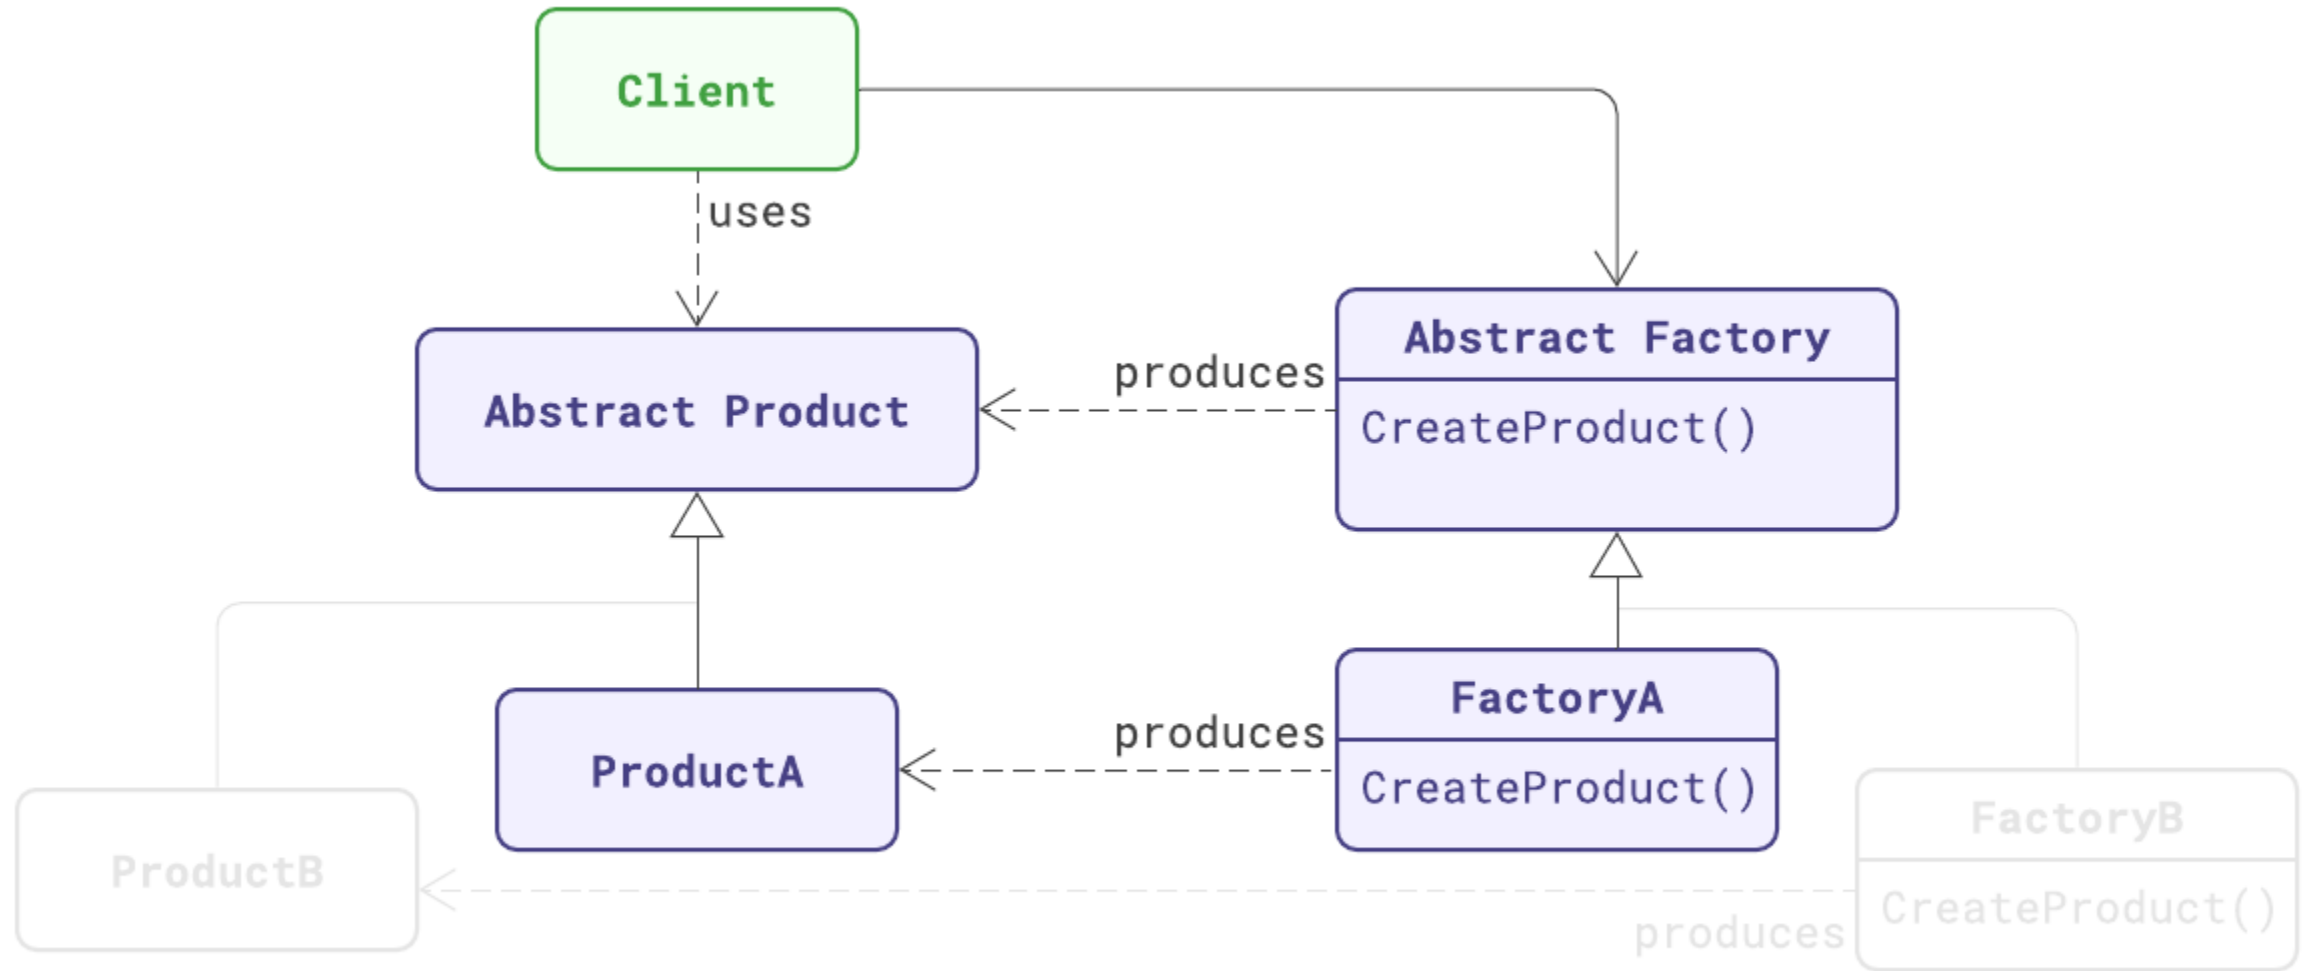 Client
uses
Abstract Factory
produces
Abstract Product
CreateProduct()
FactoryA
produces
ProductA
CreateProduct()
FactoryB
ProductB
CreateProduct()
produces